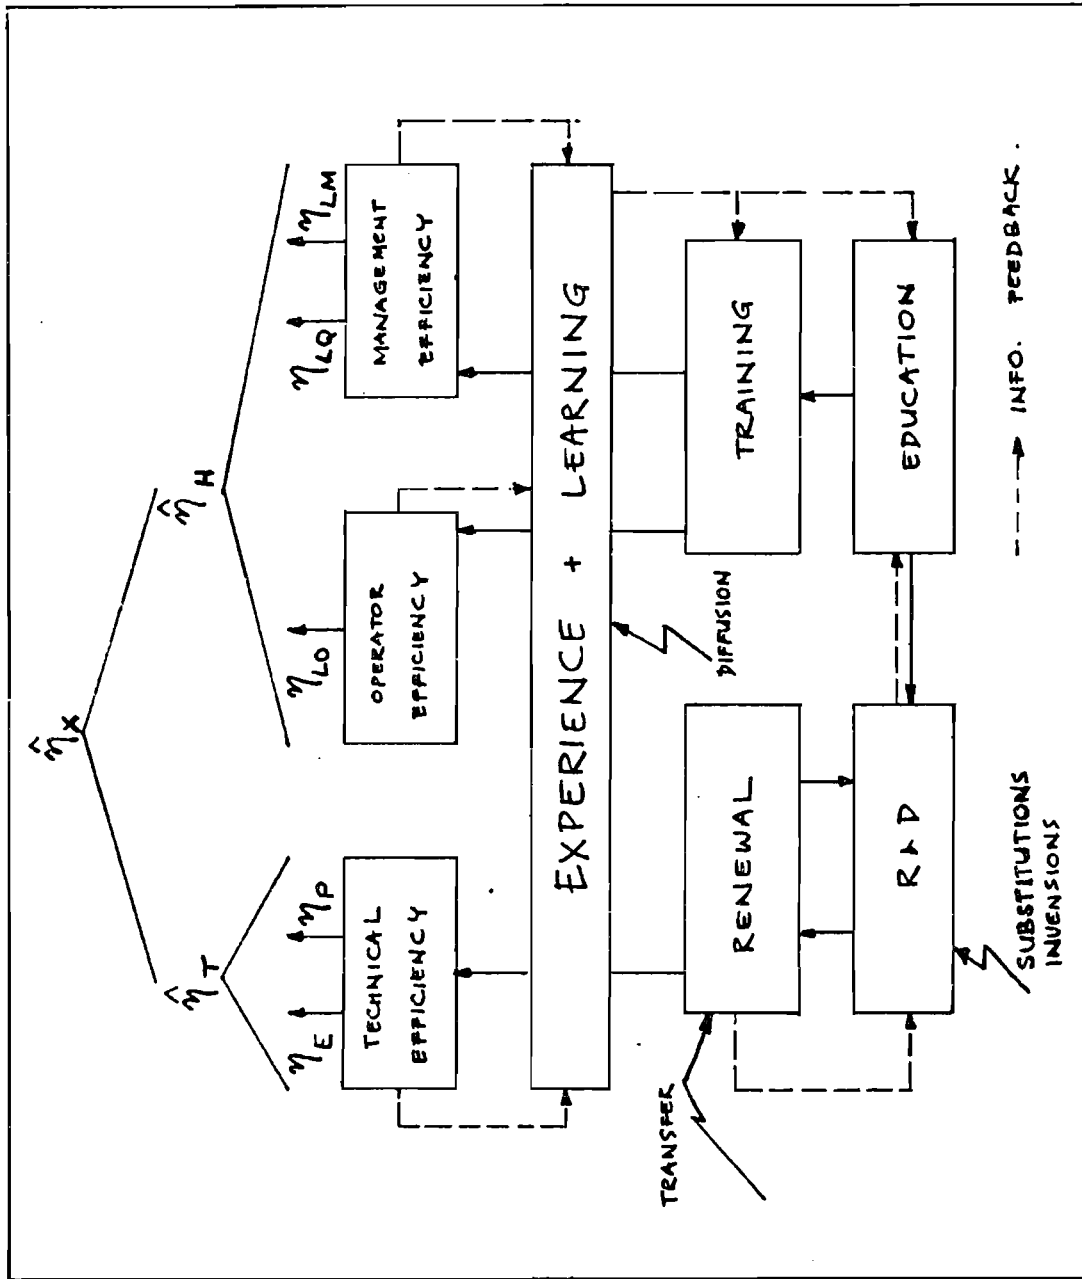 η̂X
η̂T
η̂H
ηE
ηP
ηLO
ηLQ
ηLM
TECHNICAL
EFFICIENCY
OPERATOR
EFFICIENCY
MANAGEMENT
EFFICIENCY
EXPERIENCE + LEARNING
TRANSFER
DIFFUSION
RENEWAL
TRAINING
R & D
EDUCATION
SUBSTITUTIONS
INVENSIONS
INFO. FEEDBACK.